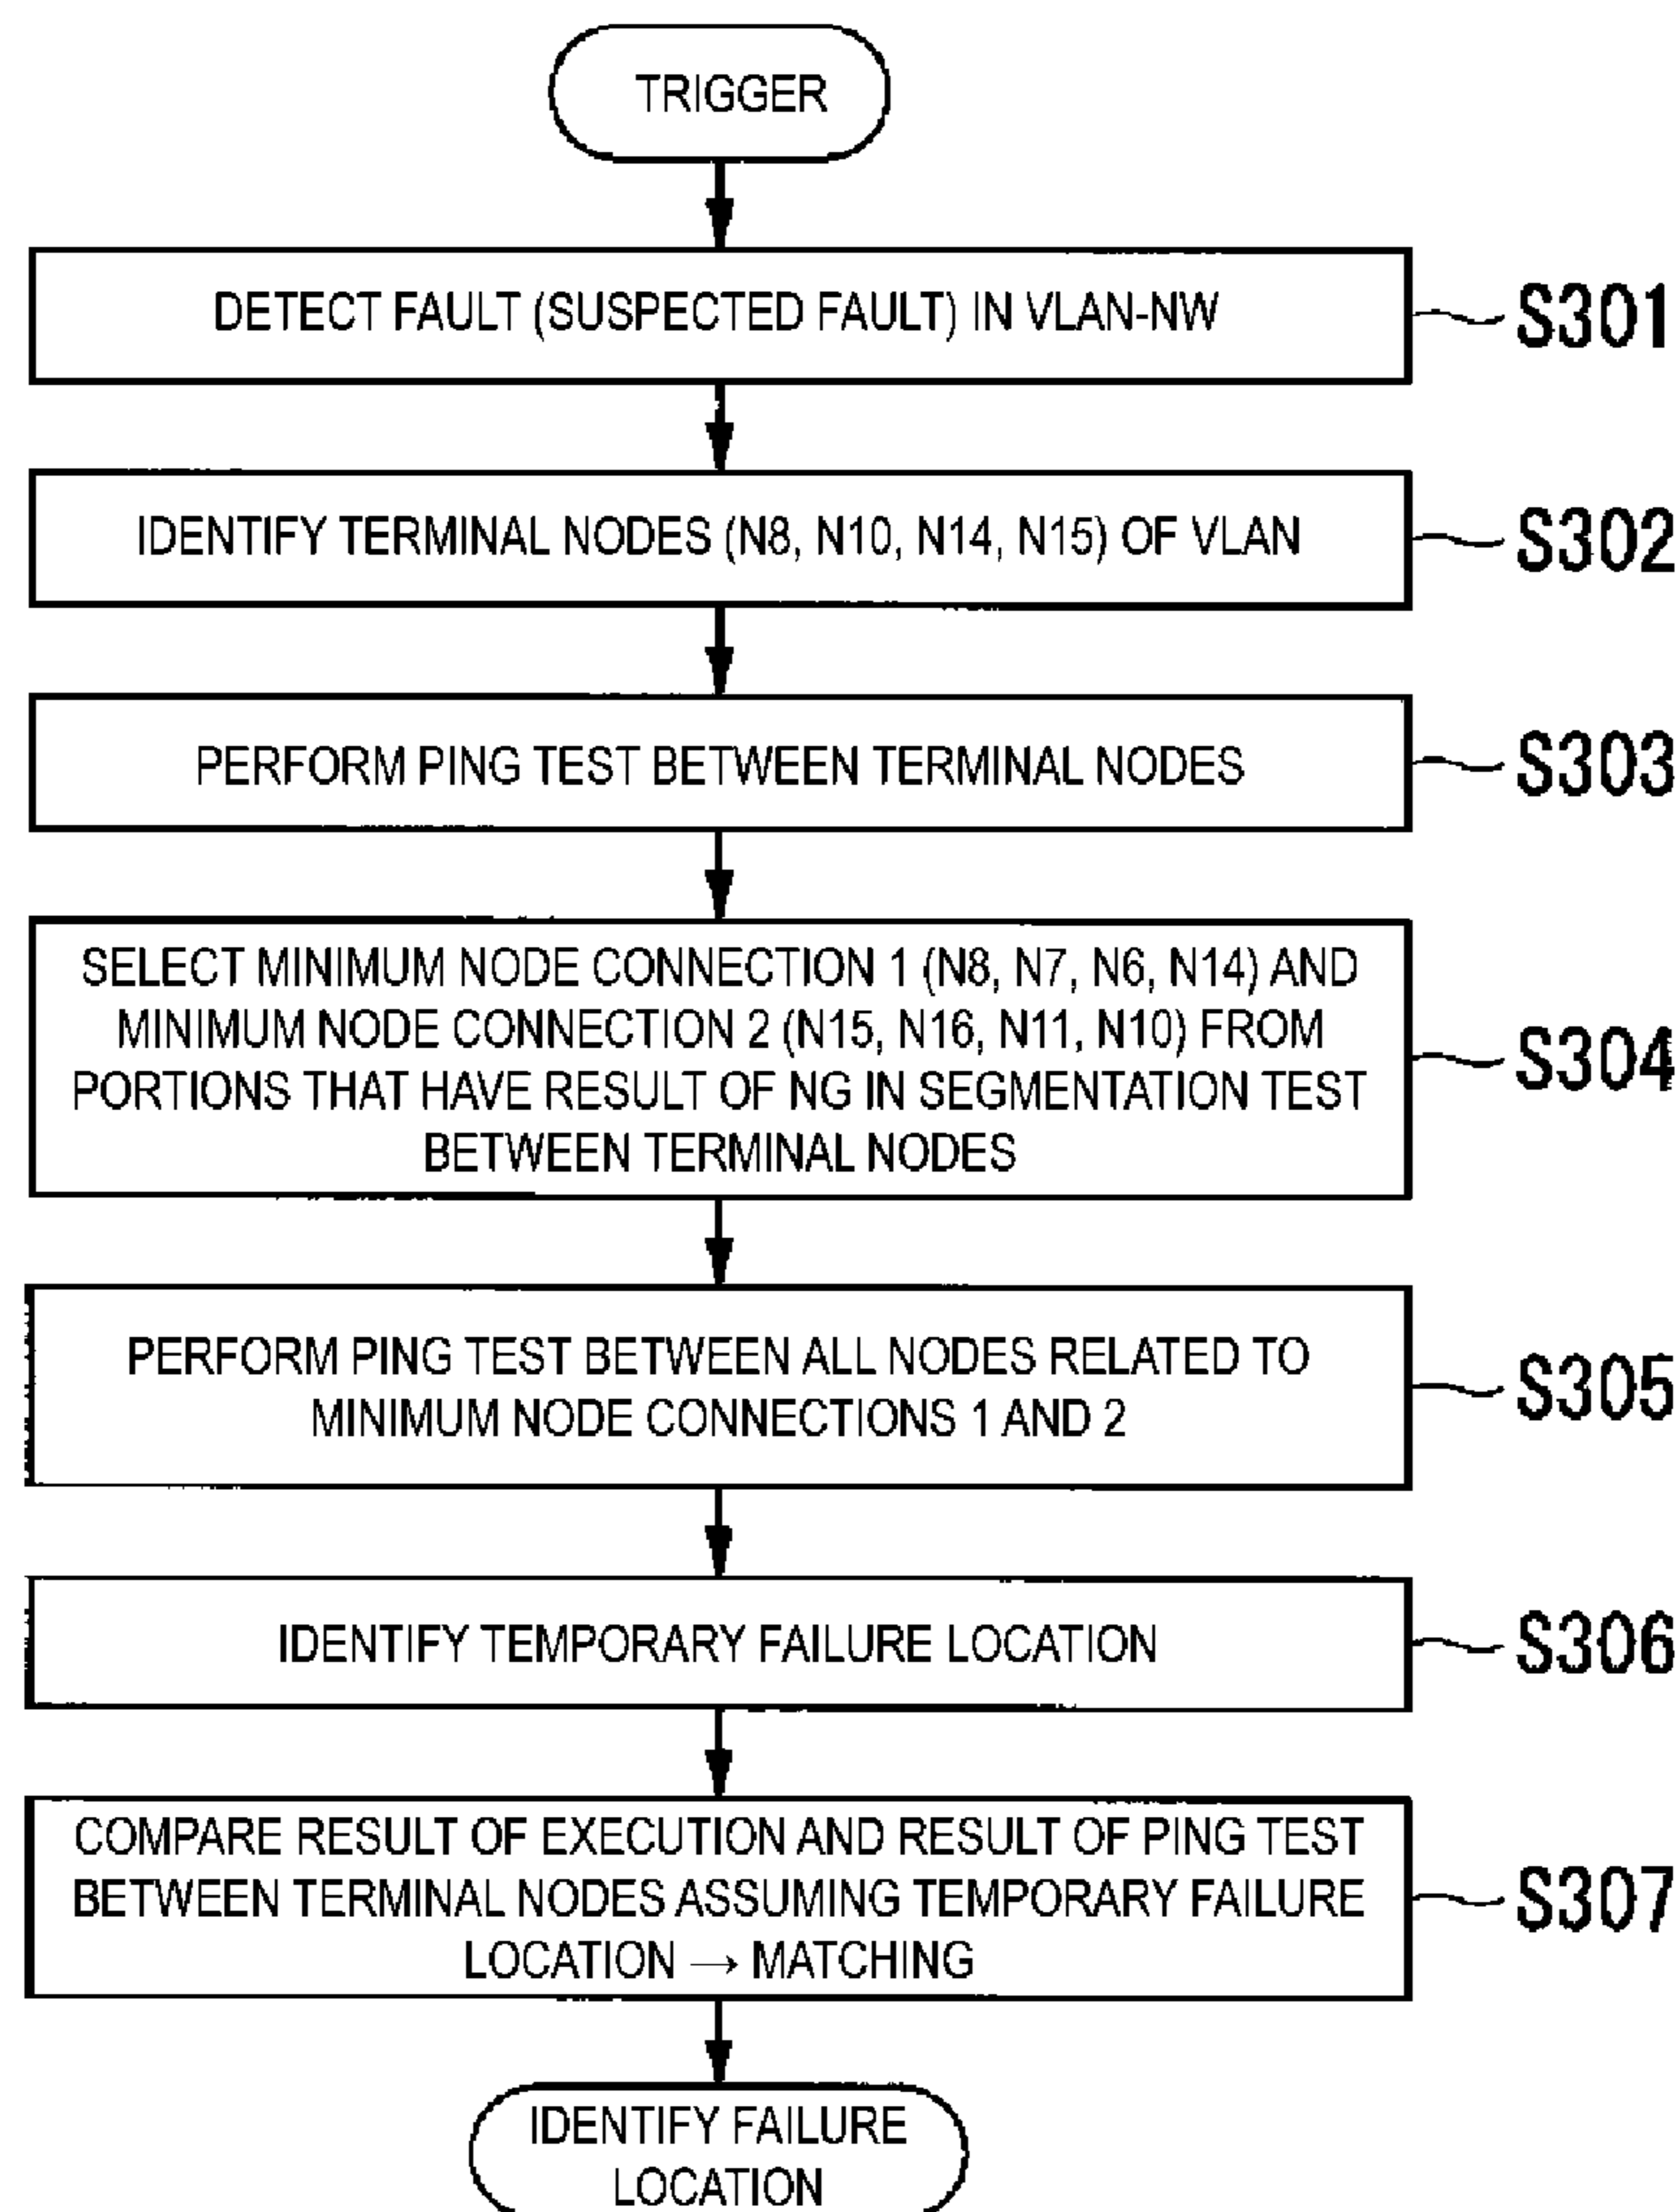 TRIGGER
DETECT FAULT (SUSPECTED FAULT) IN VLAN-NW
S301
IDENTIFY TERMINAL NODES (N8, N10, N14, N15) OF VLAN
S302
PERFORM PING TEST BETWEEN TERMINAL NODES
S303
SELECT MINIMUM NODE CONNECTION 1 (N8, N7, N6, N14) AND
MINIMUM NODE CONNECTION 2 (N15, N16, N11, N10) FROM
PORTIONS THAT HAVE RESULT OF NG IN SEGMENTATION TEST
BETWEEN TERMINAL NODES
S304
PERFORM PING TEST BETWEEN ALL NODES RELATED TO
MINIMUM NODE CONNECTIONS 1 AND 2
S305
IDENTIFY TEMPORARY FAILURE LOCATION
S306
COMPARE RESULT OF EXECUTION AND RESULT OF PING TEST
BETWEEN TERMINAL NODES ASSUMING TEMPORARY FAILURE
LOCATION → MATCHING
S307
IDENTIFY FAILURE
LOCATION